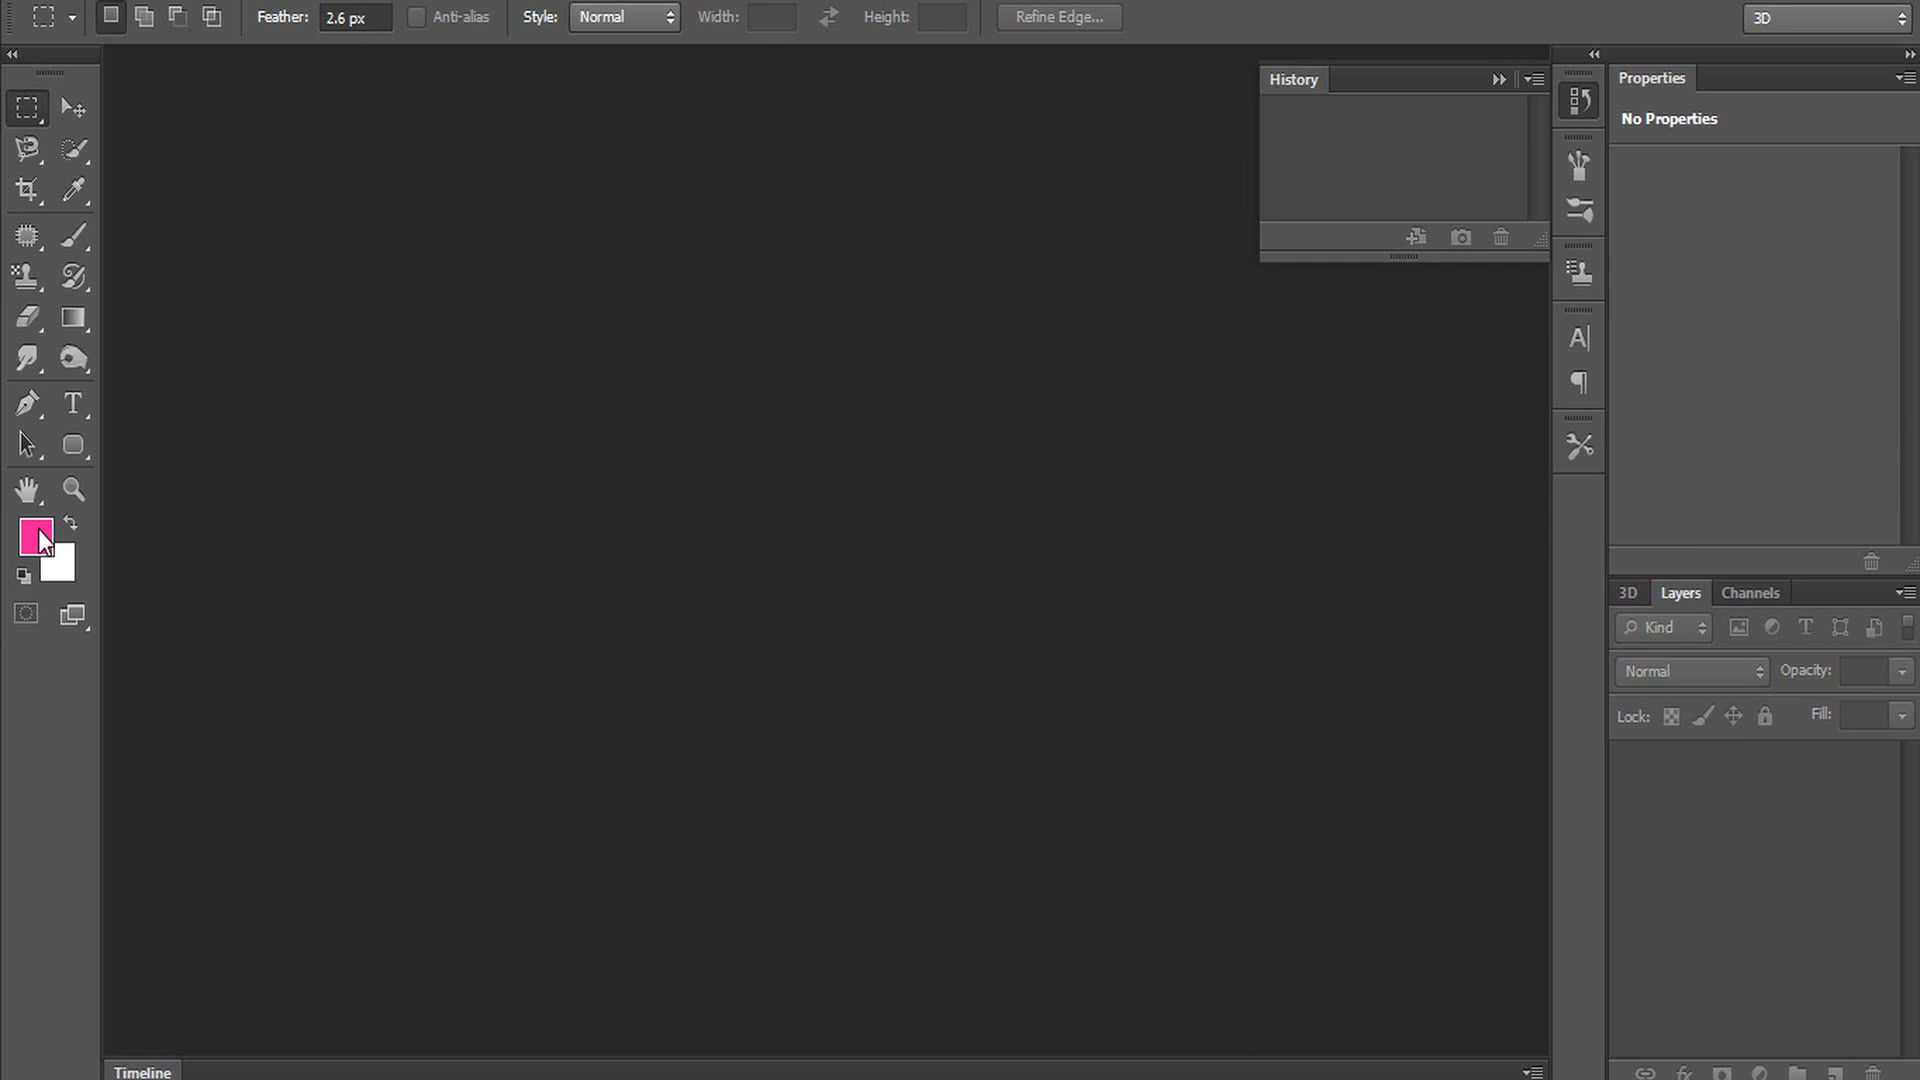 Feather: 2.6 px Anti-alias Style: Normal Width: Height: Refine Edge... 3D
History
Properties
No Properties
3D Layers Channels
Kind
Normal Opacity:
Lock: Fill:
Timeline